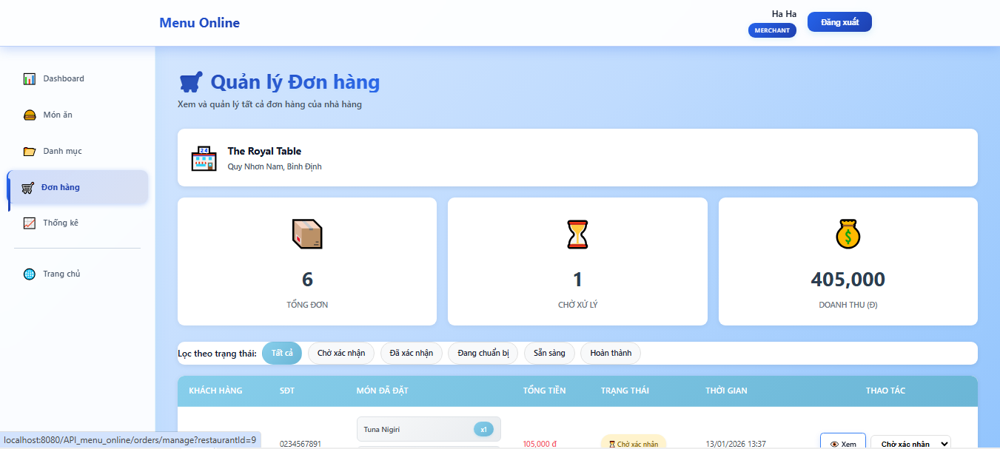 Menu Online
Ha Ha
MERCHANT
Đăng xuất
Dashboard
Món ăn
Danh mục
Đơn hàng
Thống kê
Trang chủ
Quản lý Đơn hàng
Xem và quản lý tất cả đơn hàng của nhà hàng
24
The Royal Table
Quy Nhơn Nam, Bình Định
6
TỔNG ĐƠN
1
CHỜ XỬ LÝ
405,000
DOANH THU (Đ)
Lọc theo trạng thái: Tất cả Chờ xác nhận Đã xác nhận Đang chuẩn bị Sẵn sàng Hoàn thành
KHÁCH HÀNG SĐT MÓN ĐÃ ĐẶT TỔNG TIỀN TRẠNG THÁI THỜI GIAN THAO TÁC
Tuna Nigiri x1
0234567891 105,000 đ Chờ xác nhận 13/01/2026 13:37 Xem Chờ xác nhận
localhost:8080/API_menu_online/orders/manage?restaurantId=9